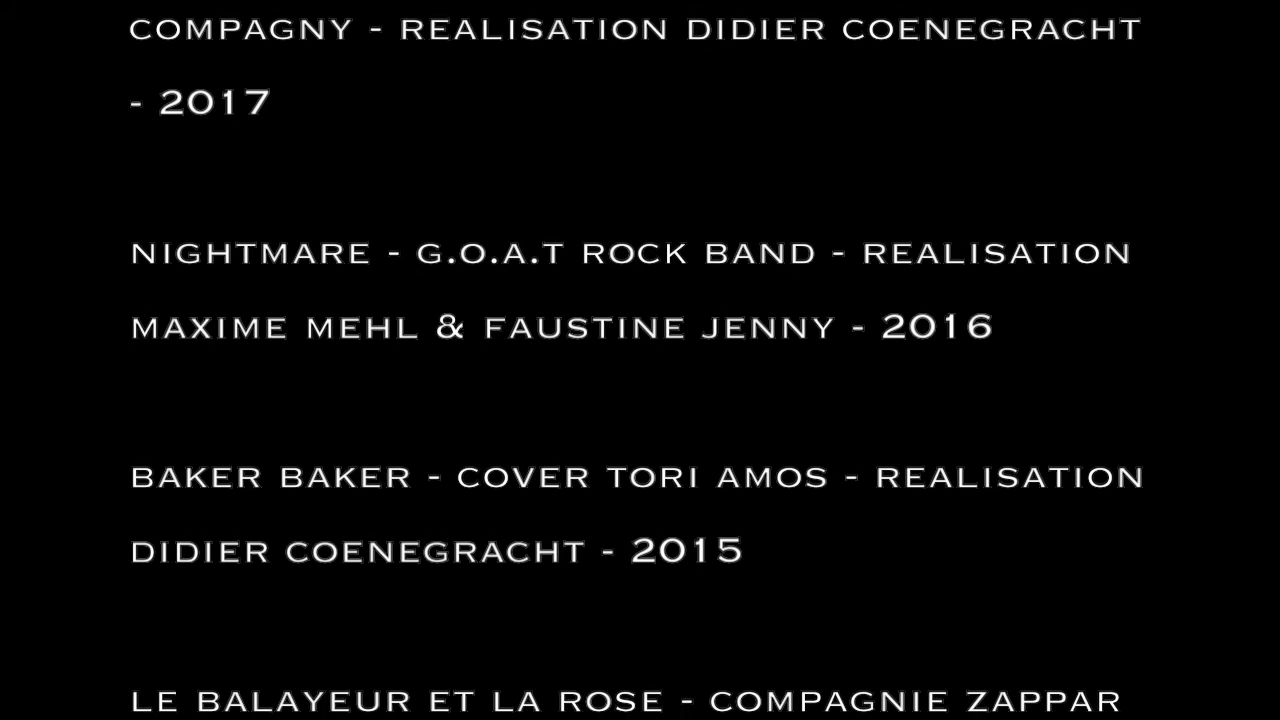 COMPAGNY - REALISATION DIDIER COENEGRACHT
- 2017
NIGHTMARE - G.O.A.T ROCK BAND - REALISATION
MAXIME MEHL & FAUSTINE JENNY - 2016
BAKER BAKER - COVER TORI AMOS - REALISATION
DIDIER COENEGRACHT - 2015
LE BALAYEUR ET LA ROSE - COMPAGNIE ZAPPAR